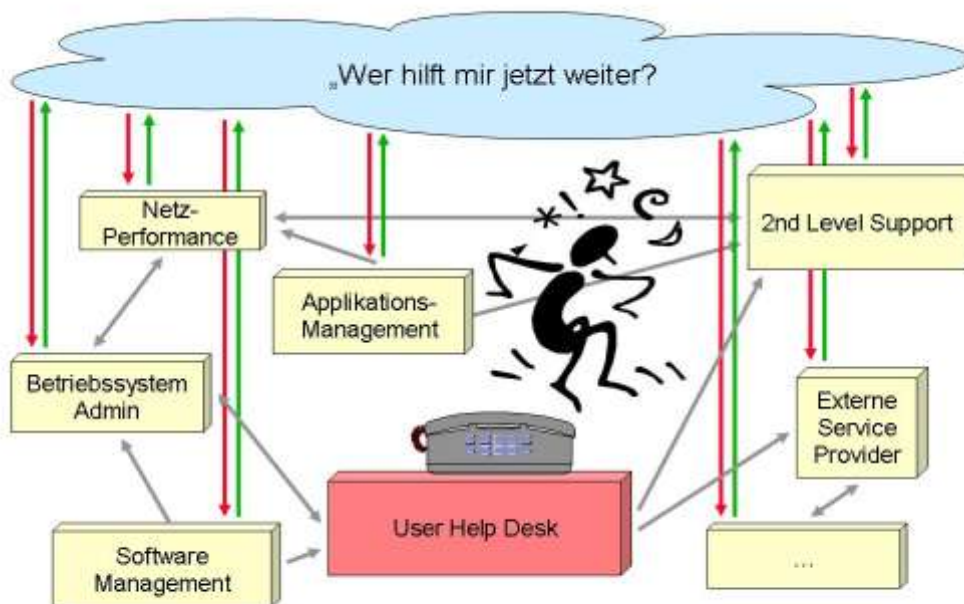 „Wer hilft mir jetzt weiter?
Netz-
Performance
2nd Level Support
Applikations-
Management
Betriebssystem
Admin
Externe
Service
Provider
User Help Desk
Software
Management
...